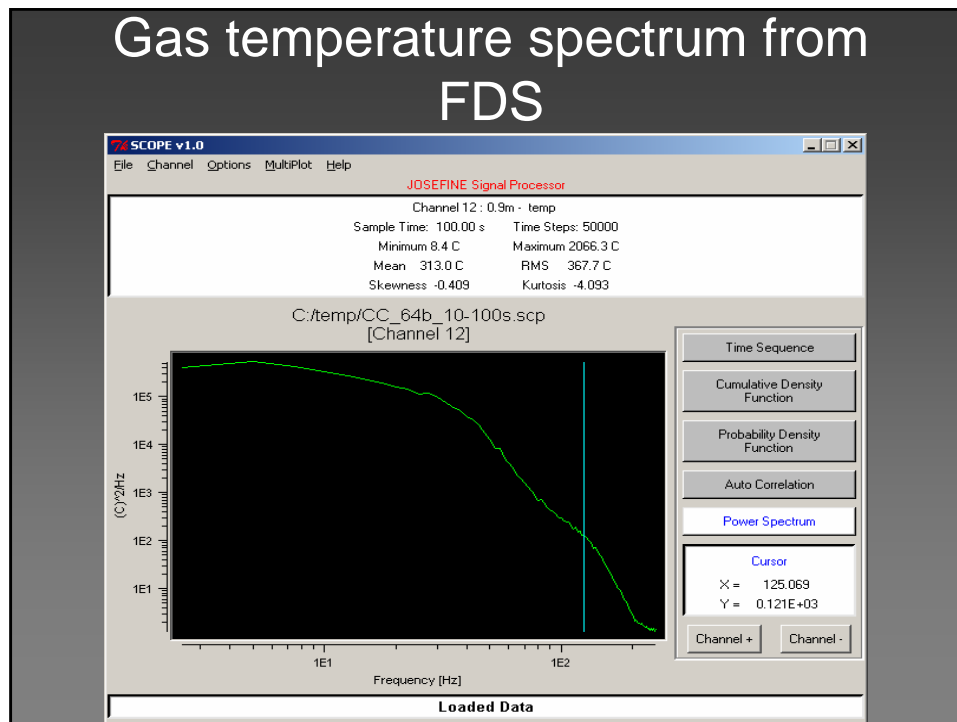 Gas temperature spectrum from
FDS
SCOPE v1.0
File Channel Options MultiPlot Help
JOSEFINE Signal Processor
Channel 12 : 0.9m - temp
Sample Time: 100.00 s Time Steps: 50000
Minimum 8.4 C Maximum 2066.3 C
Mean 313.0 C RMS 367.7 C
Skewness -0.409 Kurtosis -4.093
C:/temp/CC_64b_10-100s.scp
[Channel 12]
1E5
1E4
1E3
1E2
1E1
(C)^2/Hz
1E1 1E2
Frequency [Hz]
Time Sequence
Cumulative Density
Function
Probability Density
Function
Auto Correlation
Power Spectrum
Cursor
X = 125.069
Y = 0.121E+03
Channel + Channel -
Loaded Data